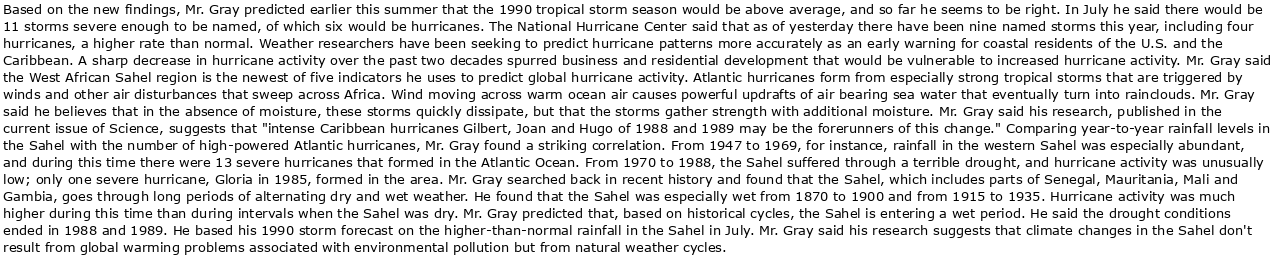 Based on the new findings, Mr. Gray predicted earlier this summer that the 1990 tropical storm season would be above average, and so far he seems to be right. In July he said there would be
11 storms severe enough to be named, of which six would be hurricanes. The National Hurricane Center said that as of yesterday there have been nine named storms this year, including four
hurricanes, a higher rate than normal. Weather researchers have been seeking to predict hurricane patterns more accurately as an early warning for coastal residents of the U.S. and the
Caribbean. A sharp decrease in hurricane activity over the past two decades spurred business and residential development that would be vulnerable to increased hurricane activity. Mr. Gray said
the West African Sahel region is the newest of five indicators he uses to predict global hurricane activity. Atlantic hurricanes form from especially strong tropical storms that are triggered by
winds and other air disturbances that sweep across Africa. Wind moving across warm ocean air causes powerful updrafts of air bearing sea water that eventually turn into rainclouds. Mr. Gray
said he believes that in the absence of moisture, these storms quickly dissipate, but that the storms gather strength with additional moisture. Mr. Gray said his research, published in the
current issue of Science, suggests that "intense Caribbean hurricanes Gilbert, Joan and Hugo of 1988 and 1989 may be the forerunners of this change." Comparing year-to-year rainfall levels in
the Sahel with the number of high-powered Atlantic hurricanes, Mr. Gray found a striking correlation. From 1947 to 1969, for instance, rainfall in the western Sahel was especially abundant,
and during this time there were 13 severe hurricanes that formed in the Atlantic Ocean. From 1970 to 1988, the Sahel suffered through a terrible drought, and hurricane activity was unusually
low; only one severe hurricane, Gloria in 1985, formed in the area. Mr. Gray searched back in recent history and found that the Sahel, which includes parts of Senegal, Mauritania, Mali and
Gambia, goes through long periods of alternating dry and wet weather. He found that the Sahel was especially wet from 1870 to 1900 and from 1915 to 1935. Hurricane activity was much
higher during this time than during intervals when the Sahel was dry. Mr. Gray predicted that, based on historical cycles, the Sahel is entering a wet period. He said the drought conditions
ended in 1988 and 1989. He based his 1990 storm forecast on the higher-than-normal rainfall in the Sahel in July. Mr. Gray said his research suggests that climate changes in the Sahel don't
result from global warming problems associated with environmental pollution but from natural weather cycles.